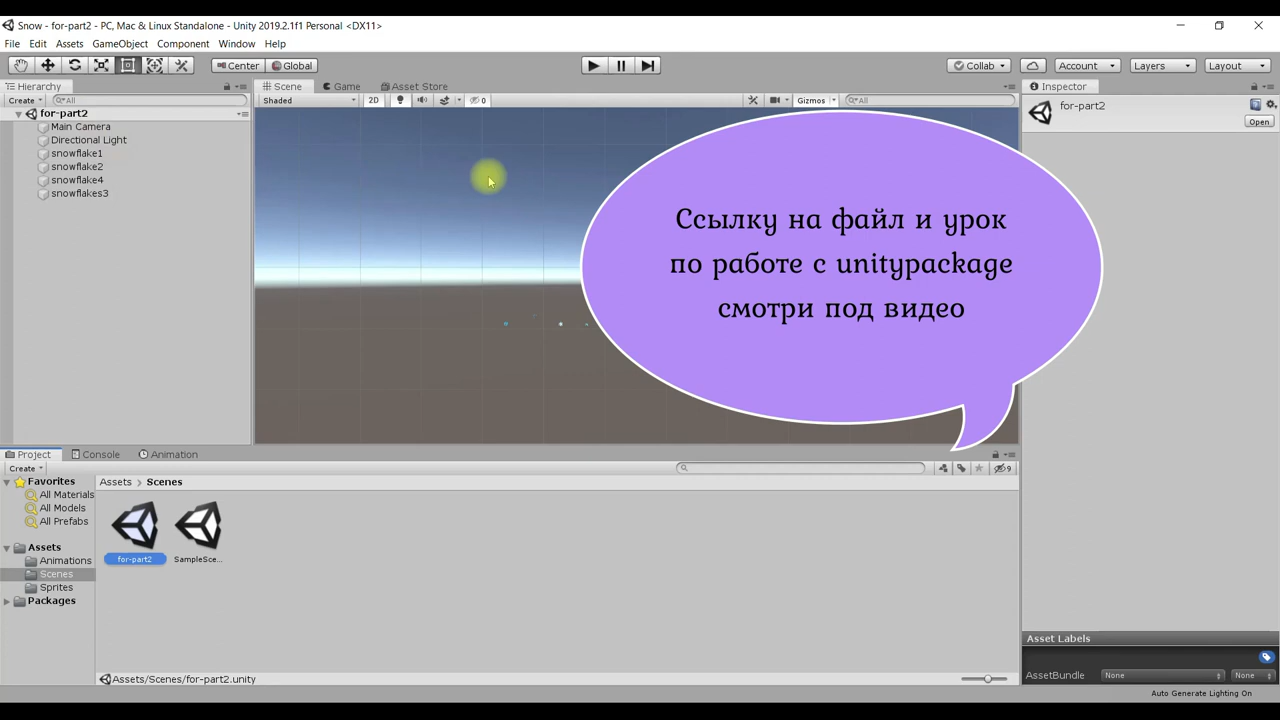 Snow - for-part2 - PC, Mac & Linux Standalone - Unity 2019.2.1f1 Personal <DX11>
File Edit Assets GameObject Component Window Help
Center Global Collab Account Layers Layout
Hierarchy Scene Game Asset Store Inspector
Create All Shaded 2D 0 Gizmos All
for-part2
for-part2
Open
Main Camera
Directional Light
snowflake1
snowflake2
snowflake4
snowflakes3
Ссылку на файл и урок
по работе с unitypackage
смотри под видео
Project Console Animation
Create 9
Favorites
All Materials
All Models
All Prefabs
Assets
Animations
Scenes
Sprites
Packages
Assets > Scenes
for-part2 SampleSce...
Assets/Scenes/for-part2.unity
Asset Labels
AssetBundle None None
Auto Generate Lighting On